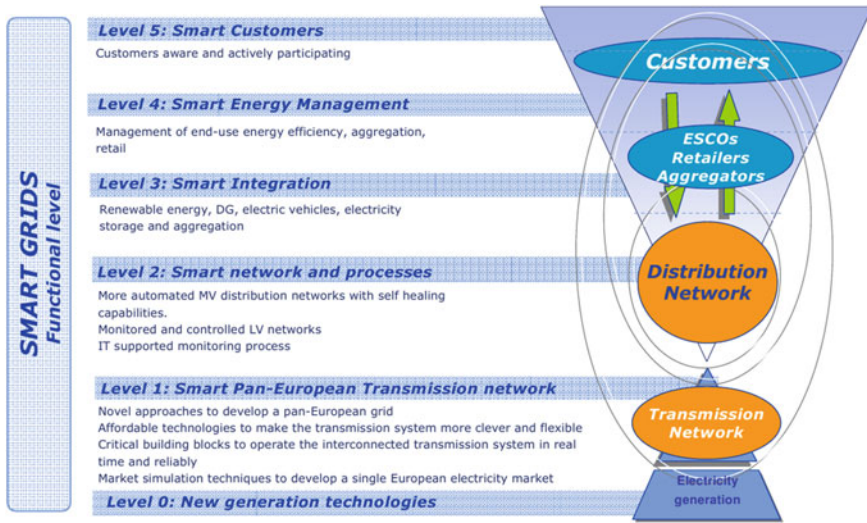 SMART GRIDS
Functional level
Level 5: Smart Customers
Customers aware and actively participating
Level 4: Smart Energy Management
Management of end-use energy efficiency, aggregation,
retail
Level 3: Smart Integration
Renewable energy, DG, electric vehicles, electricity
storage and aggregation
Level 2: Smart network and processes
More automated MV distribution networks with self healing
capabilities.
Monitored and controlled LV networks
IT supported monitoring process
Level 1: Smart Pan-European Transmission network
Novel approaches to develop a pan-European grid
Affordable technologies to make the transmission system more clever and flexible
Critical building blocks to operate the interconnected transmission system in real
time and reliably
Market simulation techniques to develop a single European electricity market
Level 0: New generation technologies
Customers
ESCOs
Retailers
Aggregators
Distribution
Network
Transmission
Network
Electricity
generation